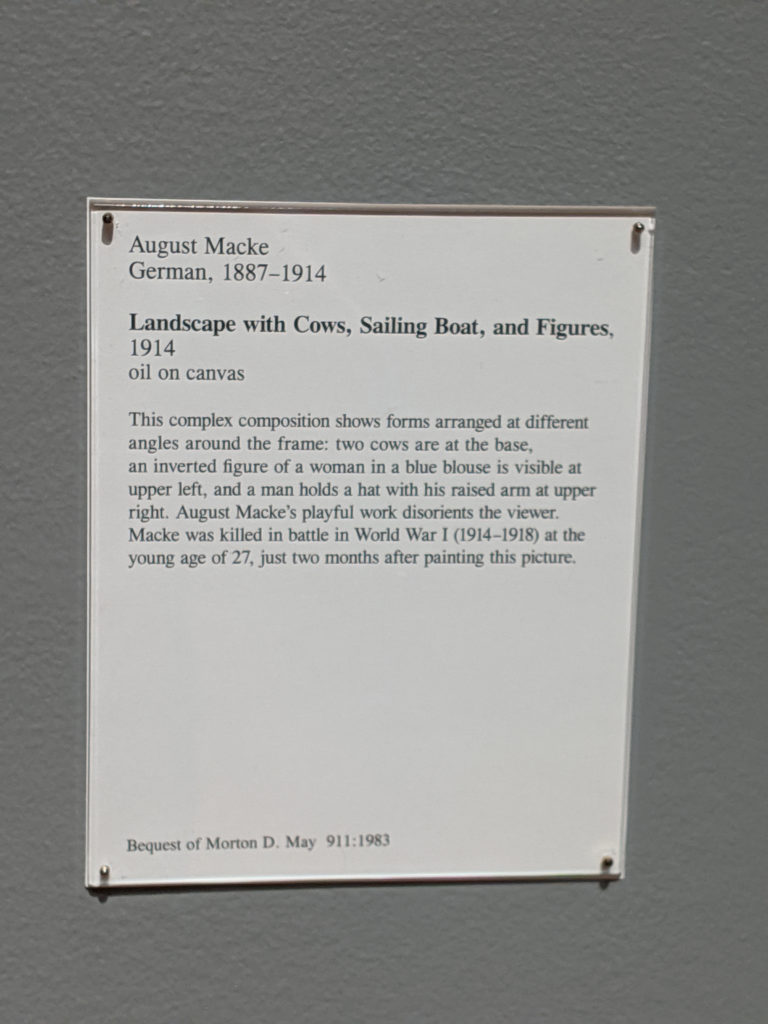 August Macke
German, 1887–1914
Landscape with Cows, Sailing Boat, and Figures,
1914
oil on canvas
This complex composition shows forms arranged at different
angles around the frame: two cows are at the base,
an inverted figure of a woman in a blue blouse is visible at
upper left, and a man holds a hat with his raised arm at upper
right. August Macke's playful work disorients the viewer.
Macke was killed in battle in World War I (1914–1918) at the
young age of 27, just two months after painting this picture.
Bequest of Morton D. May 911:1983